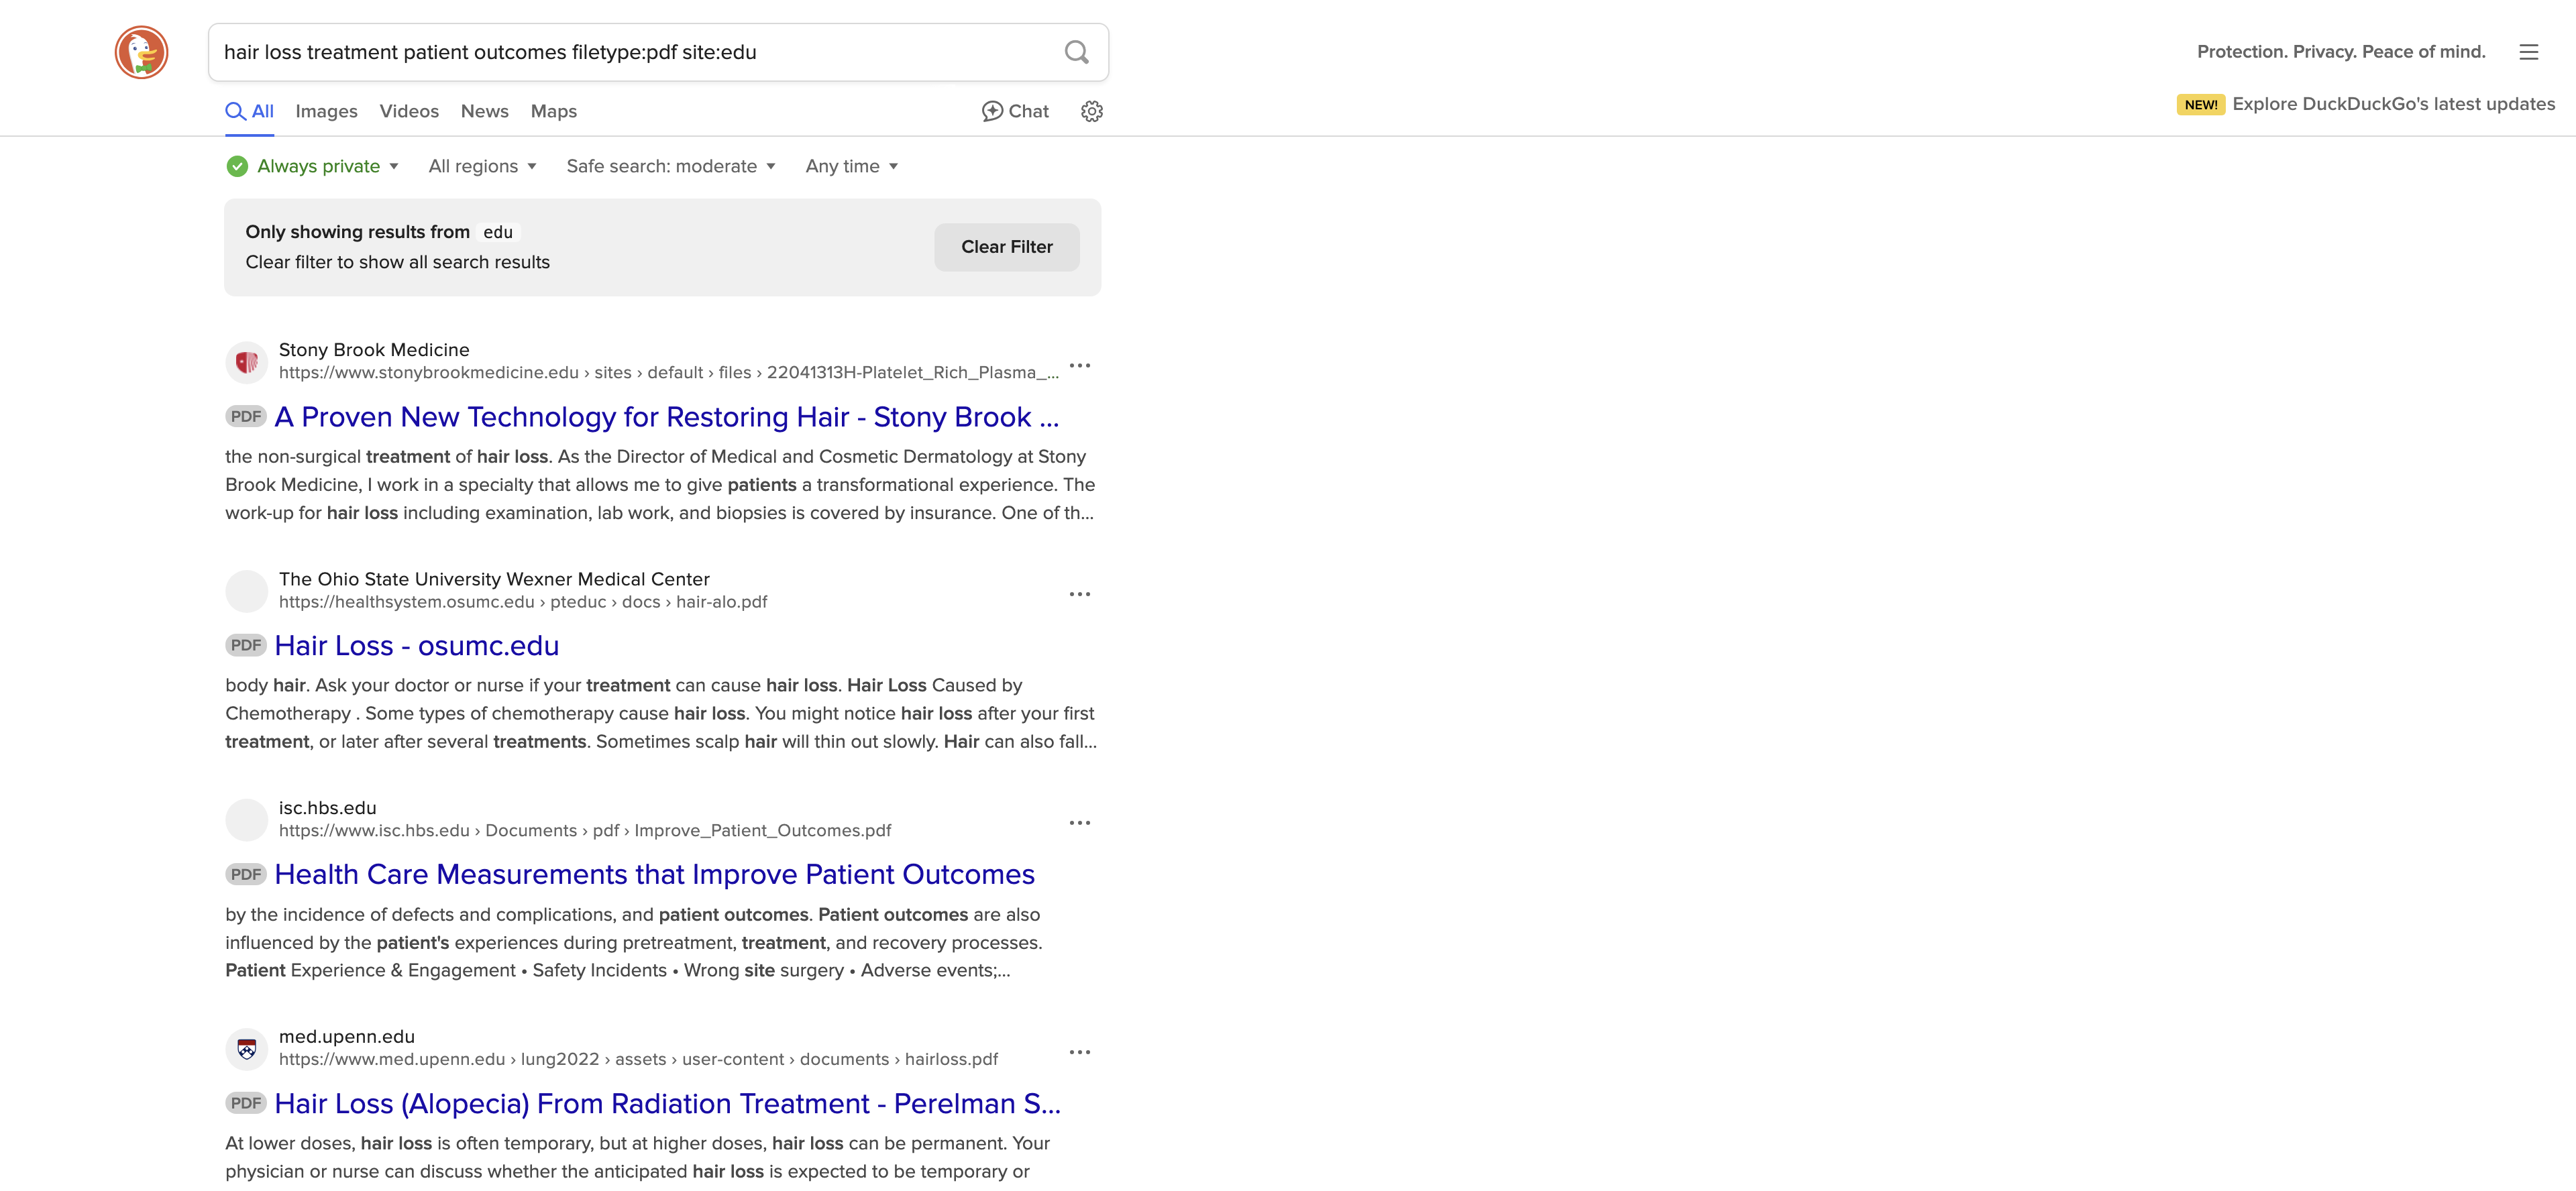 hair loss treatment patient outcomes filetype:pdf site:edu
Protection. Privacy. Peace of mind.
All Images Videos News Maps Chat
NEW! Explore DuckDuckGo's latest updates
Always private All regions Safe search: moderate Any time
Only showing results from edu
Clear filter to show all search results
Clear Filter
Stony Brook Medicine
https://www.stonybrookmedicine.edu › sites › default › files › 22041313H-Platelet_Rich_Plasma_...
PDF A Proven New Technology for Restoring Hair - Stony Brook ...
the non-surgical treatment of hair loss. As the Director of Medical and Cosmetic Dermatology at Stony
Brook Medicine, I work in a specialty that allows me to give patients a transformational experience. The
work-up for hair loss including examination, lab work, and biopsies is covered by insurance. One of th...
The Ohio State University Wexner Medical Center
https://healthsystem.osumc.edu › pteduc › docs › hair-alo.pdf
PDF Hair Loss - osumc.edu
body hair. Ask your doctor or nurse if your treatment can cause hair loss. Hair Loss Caused by
Chemotherapy . Some types of chemotherapy cause hair loss. You might notice hair loss after your first
treatment, or later after several treatments. Sometimes scalp hair will thin out slowly. Hair can also fall...
isc.hbs.edu
https://www.isc.hbs.edu › Documents › pdf › Improve_Patient_Outcomes.pdf
PDF Health Care Measurements that Improve Patient Outcomes
by the incidence of defects and complications, and patient outcomes. Patient outcomes are also
influenced by the patient's experiences during pretreatment, treatment, and recovery processes.
Patient Experience & Engagement • Safety Incidents • Wrong site surgery • Adverse events;...
med.upenn.edu
https://www.med.upenn.edu › lung2022 › assets › user-content › documents › hairloss.pdf
PDF Hair Loss (Alopecia) From Radiation Treatment - Perelman S...
At lower doses, hair loss is often temporary, but at higher doses, hair loss can be permanent. Your
physician or nurse can discuss whether the anticipated hair loss is expected to be temporary or